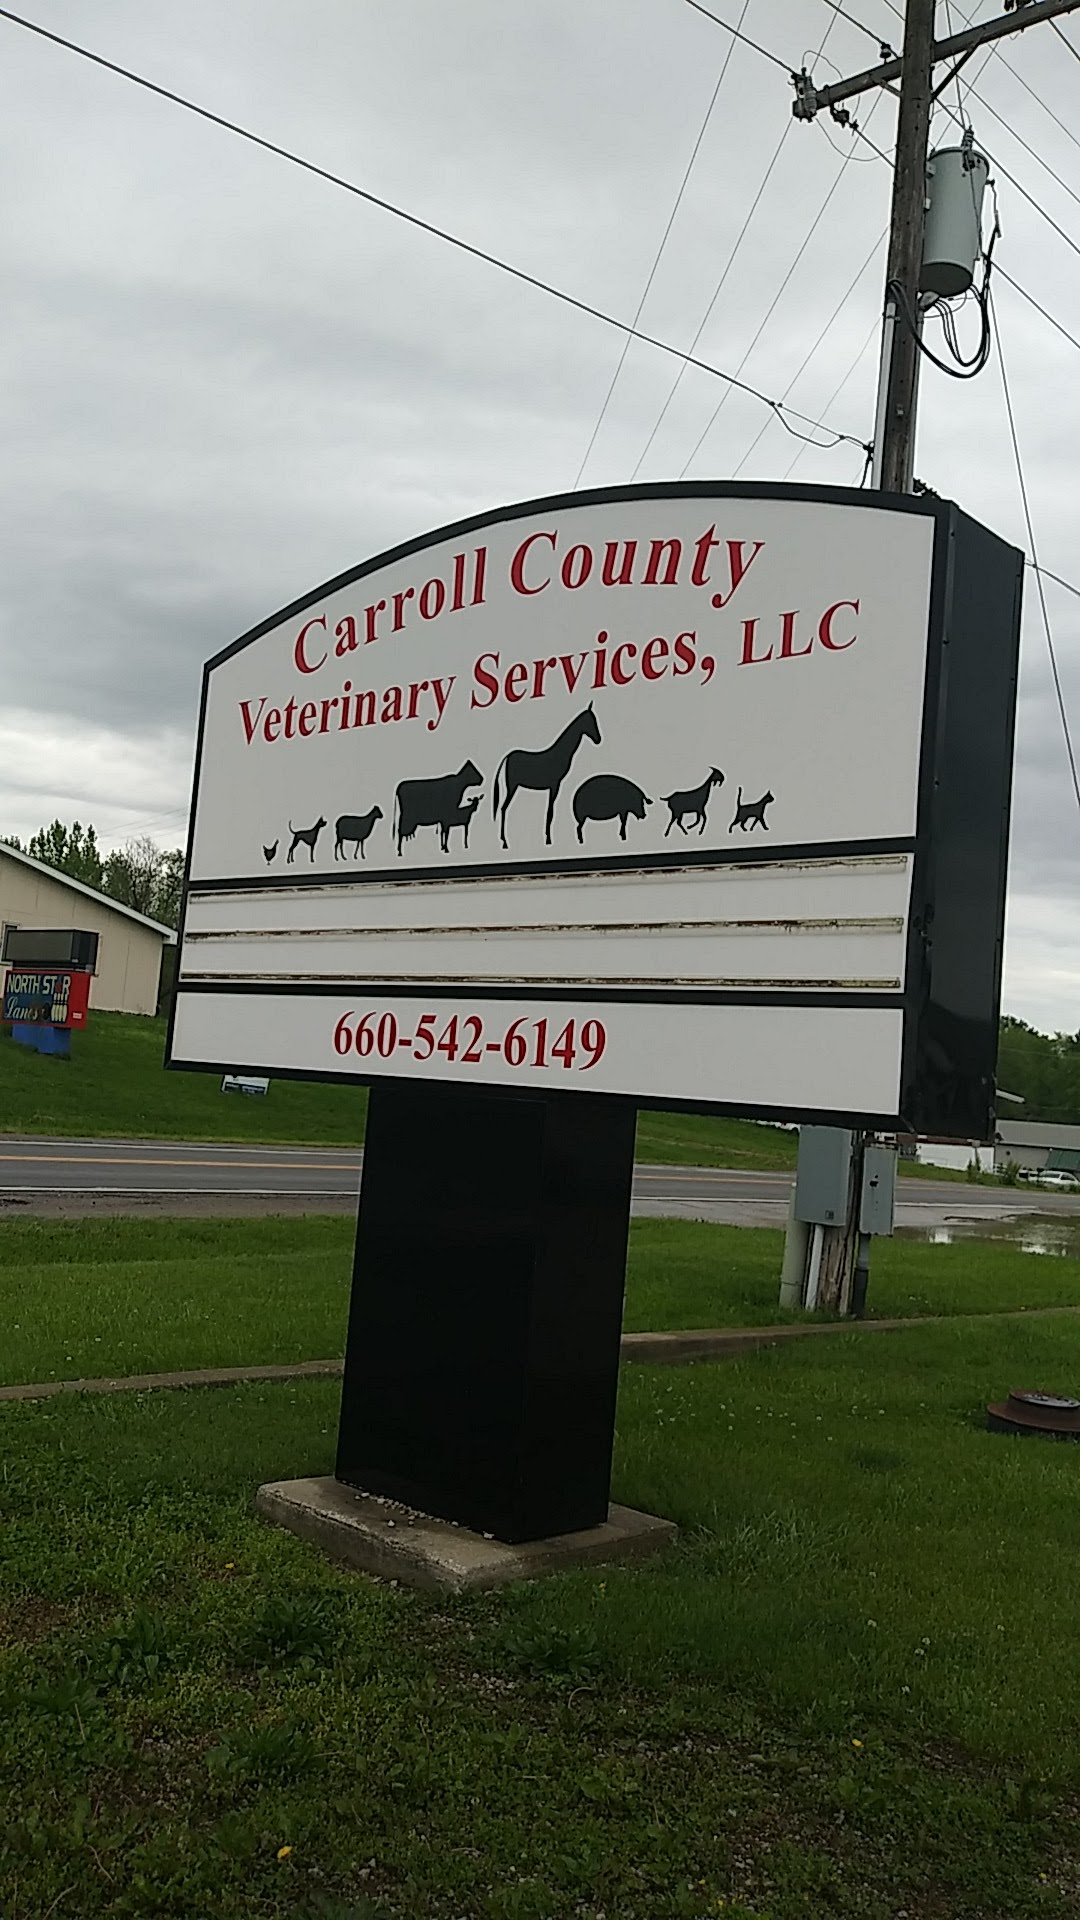 Carroll County
Veterinary Services, LLC
660-542-6149
NORTH STAR
Lanes